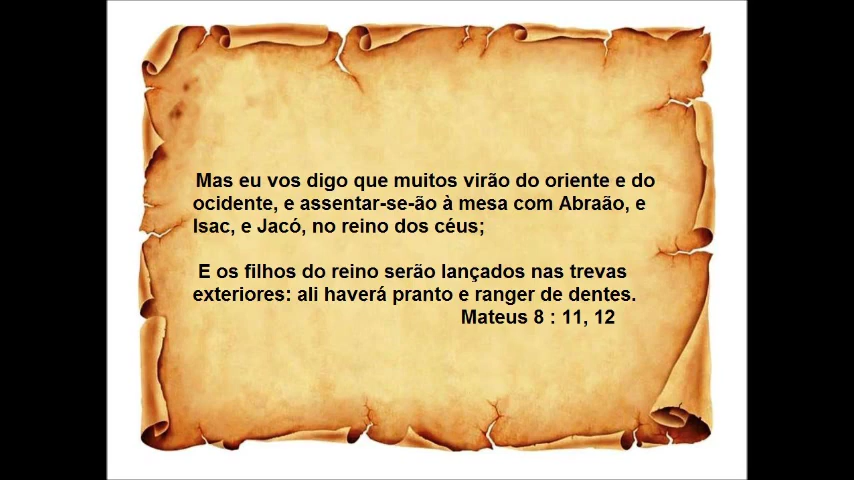 Mas eu vos digo que muitos virão do oriente e do
ocidente, e assentar-se-ão à mesa com Abraão, e
Isac, e Jacó, no reino dos céus;
E os filhos do reino serão lançados nas trevas
exteriores: ali haverá pranto e ranger de dentes.
Mateus 8 : 11, 12